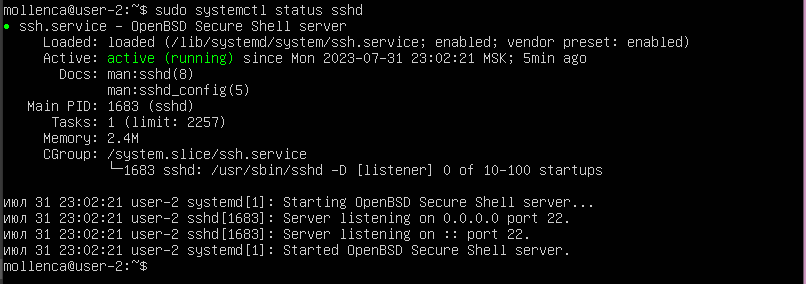 mollenca@user-2:~$ sudo systemctl status sshd
● ssh.service - OpenBSD Secure Shell server
Loaded: loaded (/lib/systemd/system/ssh.service; enabled; vendor preset: enabled)
Active: active (running) since Mon 2023-07-31 23:02:21 MSK; 5min ago
Docs: man:sshd(8)
man:sshd_config(5)
Main PID: 1683 (sshd)
Tasks: 1 (limit: 2257)
Memory: 2.4M
CGroup: /system.slice/ssh.service
└─1683 sshd: /usr/sbin/sshd -D [listener] 0 of 10-100 startups
июл 31 23:02:21 user-2 systemd[1]: Starting OpenBSD Secure Shell server...
июл 31 23:02:21 user-2 sshd[1683]: Server listening on 0.0.0.0 port 22.
июл 31 23:02:21 user-2 sshd[1683]: Server listening on :: port 22.
июл 31 23:02:21 user-2 systemd[1]: Started OpenBSD Secure Shell server.
mollenca@user-2:~$